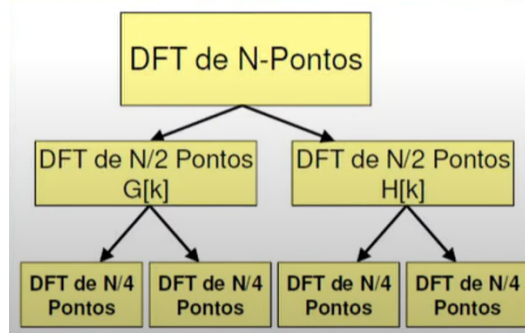 DFT de N-Pontos
DFT de N/2 Pontos
G[k]
DFT de N/2 Pontos
H[k]
DFT de N/4
Pontos
DFT de N/4
Pontos
DFT de N/4
Pontos
DFT de N/4
Pontos